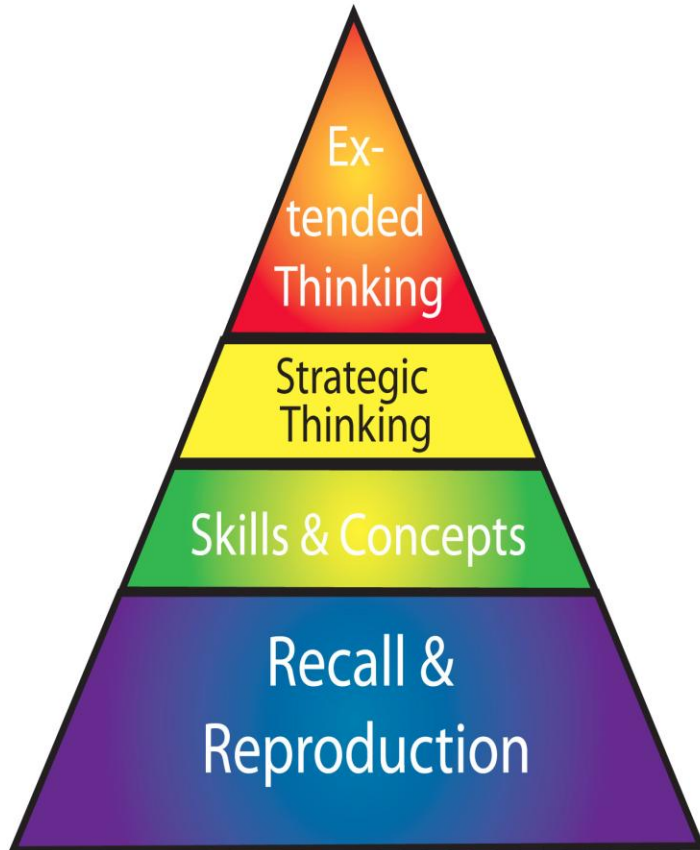 Ex-
tended
Thinking
Strategic
Thinking
Skills & Concepts
Recall &
Reproduction